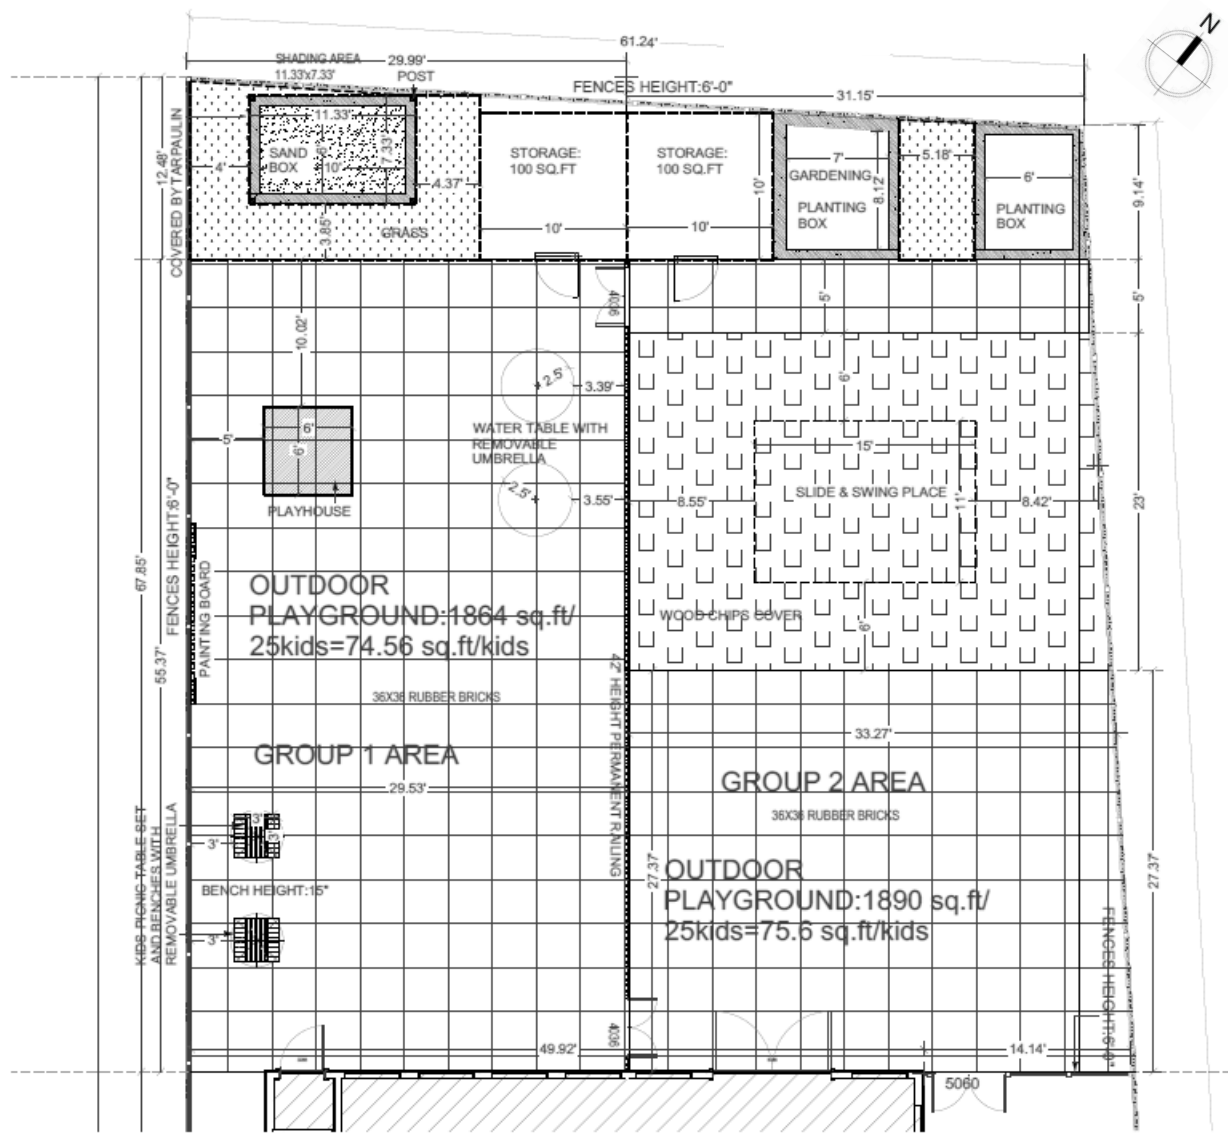 N
61.24'
SHADING AREA
11.33'x7.33'
29.99'
POST
FENCES HEIGHT:6'-0"
31.15'
12.48'
COVERED BY TARPAULIN
11.33'
7.33'
4'
SAND
BOX
6'
10'
4.37'
3.85'
GRASS
STORAGE:
100 SQ.FT
10'
STORAGE:
100 SQ.FT
10'
10'
7'
GARDENING
8.12'
PLANTING
BOX
5.18'
6'
PLANTING
BOX
9.14'
4036
5'
5'
10.02'
2.5'
3.39'
6'
6'
5'
WATER TABLE WITH
REMOVABLE
UMBRELLA
2.5'
3.55'
PLAYHOUSE
6'
15'
SLIDE & SWING PLACE
11'
8.55'
8.42'
23'
WOOD CHIPS COVER
6'
67.85'
55.37'
FENCES HEIGHT:6'-0"
PAINTING BOARD
OUTDOOR
PLAYGROUND:1864 sq.ft/
25kids=74.56 sq.ft/kids
36X36 RUBBER BRICKS
42" HEIGHT PERMANENT RAILING
GROUP 1 AREA
29.53'
33.27'
GROUP 2 AREA
36X36 RUBBER BRICKS
KIDS PICNIC TABLE SET
AND BENCHES WITH
REMOVABLE UMBRELLA
3'
3'
3'
BENCH HEIGHT:15"
3'
27.37'
OUTDOOR
PLAYGROUND:1890 sq.ft/
25kids=75.6 sq.ft/kids
27.37'
FENCES HEIGHT:6'-0"
4036
49.92'
14.14'
5060